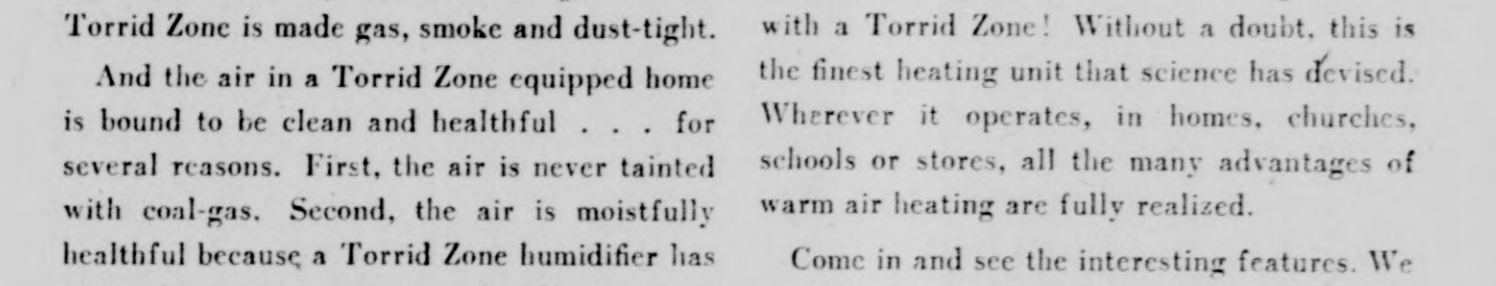 Torrid Zone is made gas, smoke and dust-tight.
And the air in a Torrid Zone equipped home
is bound to be clean and healthful . . . for
several reasons. First, the air is never tainted
with coal-gas. Second, the air is moistfully
healthful because a Torrid Zone humidifier has
with a Torrid Zone! Without a doubt, this is
the finest heating unit that science has devised.
Wherever it operates, in homes, churches,
schools or stores, all the many advantages of
warm air heating are fully realized.
Come in and see the interesting features. We